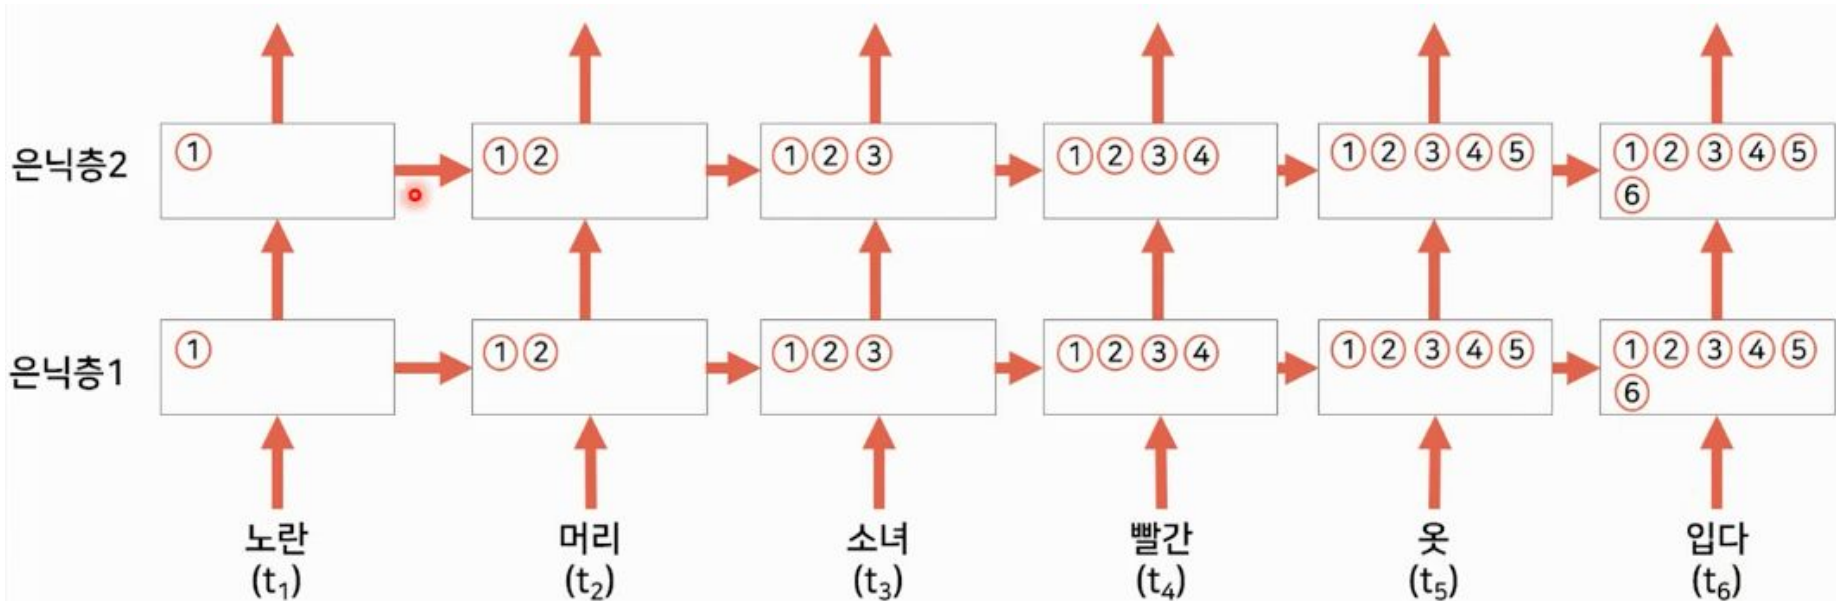 ① ①② ①②③ ①②③④ ①②③④⑤ ①②③④⑤
은닉층2
⑥
① ①② ①②③ ①②③④ ①②③④⑤ ①②③④⑤
은닉층1
⑥
노란 머리 소녀 빨간 옷 입다
(t₁) (t₂) (t₃) (t₄) (t₅) (t₆)